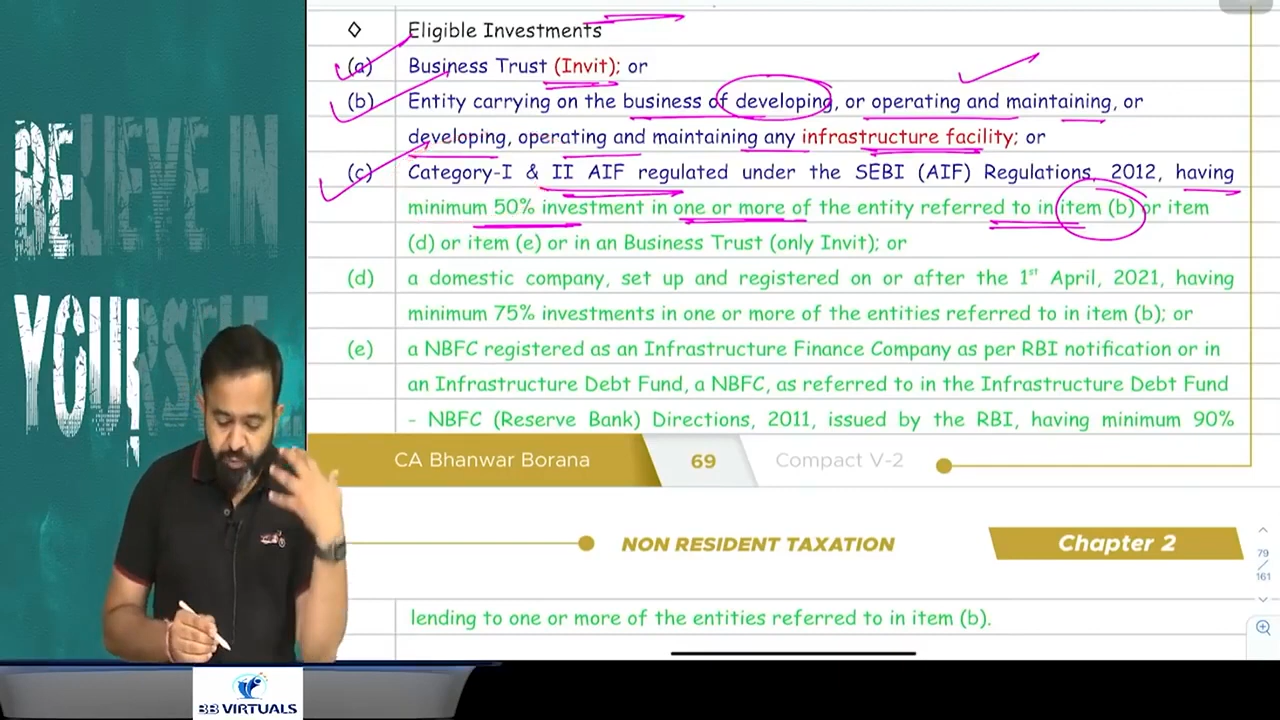 BELIEVE IN
YOURSELF
◊ Eligible Investments
(a) Business Trust (Invit); or
(b) Entity carrying on the business of developing, or operating and maintaining, or
developing, operating and maintaining any infrastructure facility; or
(c) Category-I & II AIF regulated under the SEBI (AIF) Regulations, 2012, having
minimum 50% investment in one or more of the entity referred to in item (b) or item
(d) or item (e) or in an Business Trust (only Invit); or
(d) a domestic company, set up and registered on or after the 1st April, 2021, having
minimum 75% investments in one or more of the entities referred to in item (b); or
(e) a NBFC registered as an Infrastructure Finance Company as per RBI notification or in
an Infrastructure Debt Fund, a NBFC, as referred to in the Infrastructure Debt Fund
- NBFC (Reserve Bank) Directions, 2011, issued by the RBI, having minimum 90%
CA Bhanwar Borana 69 Compact V-2
NON RESIDENT TAXATION Chapter 2
79
/
161
lending to one or more of the entities referred to in item (b).
BB VIRTUALS